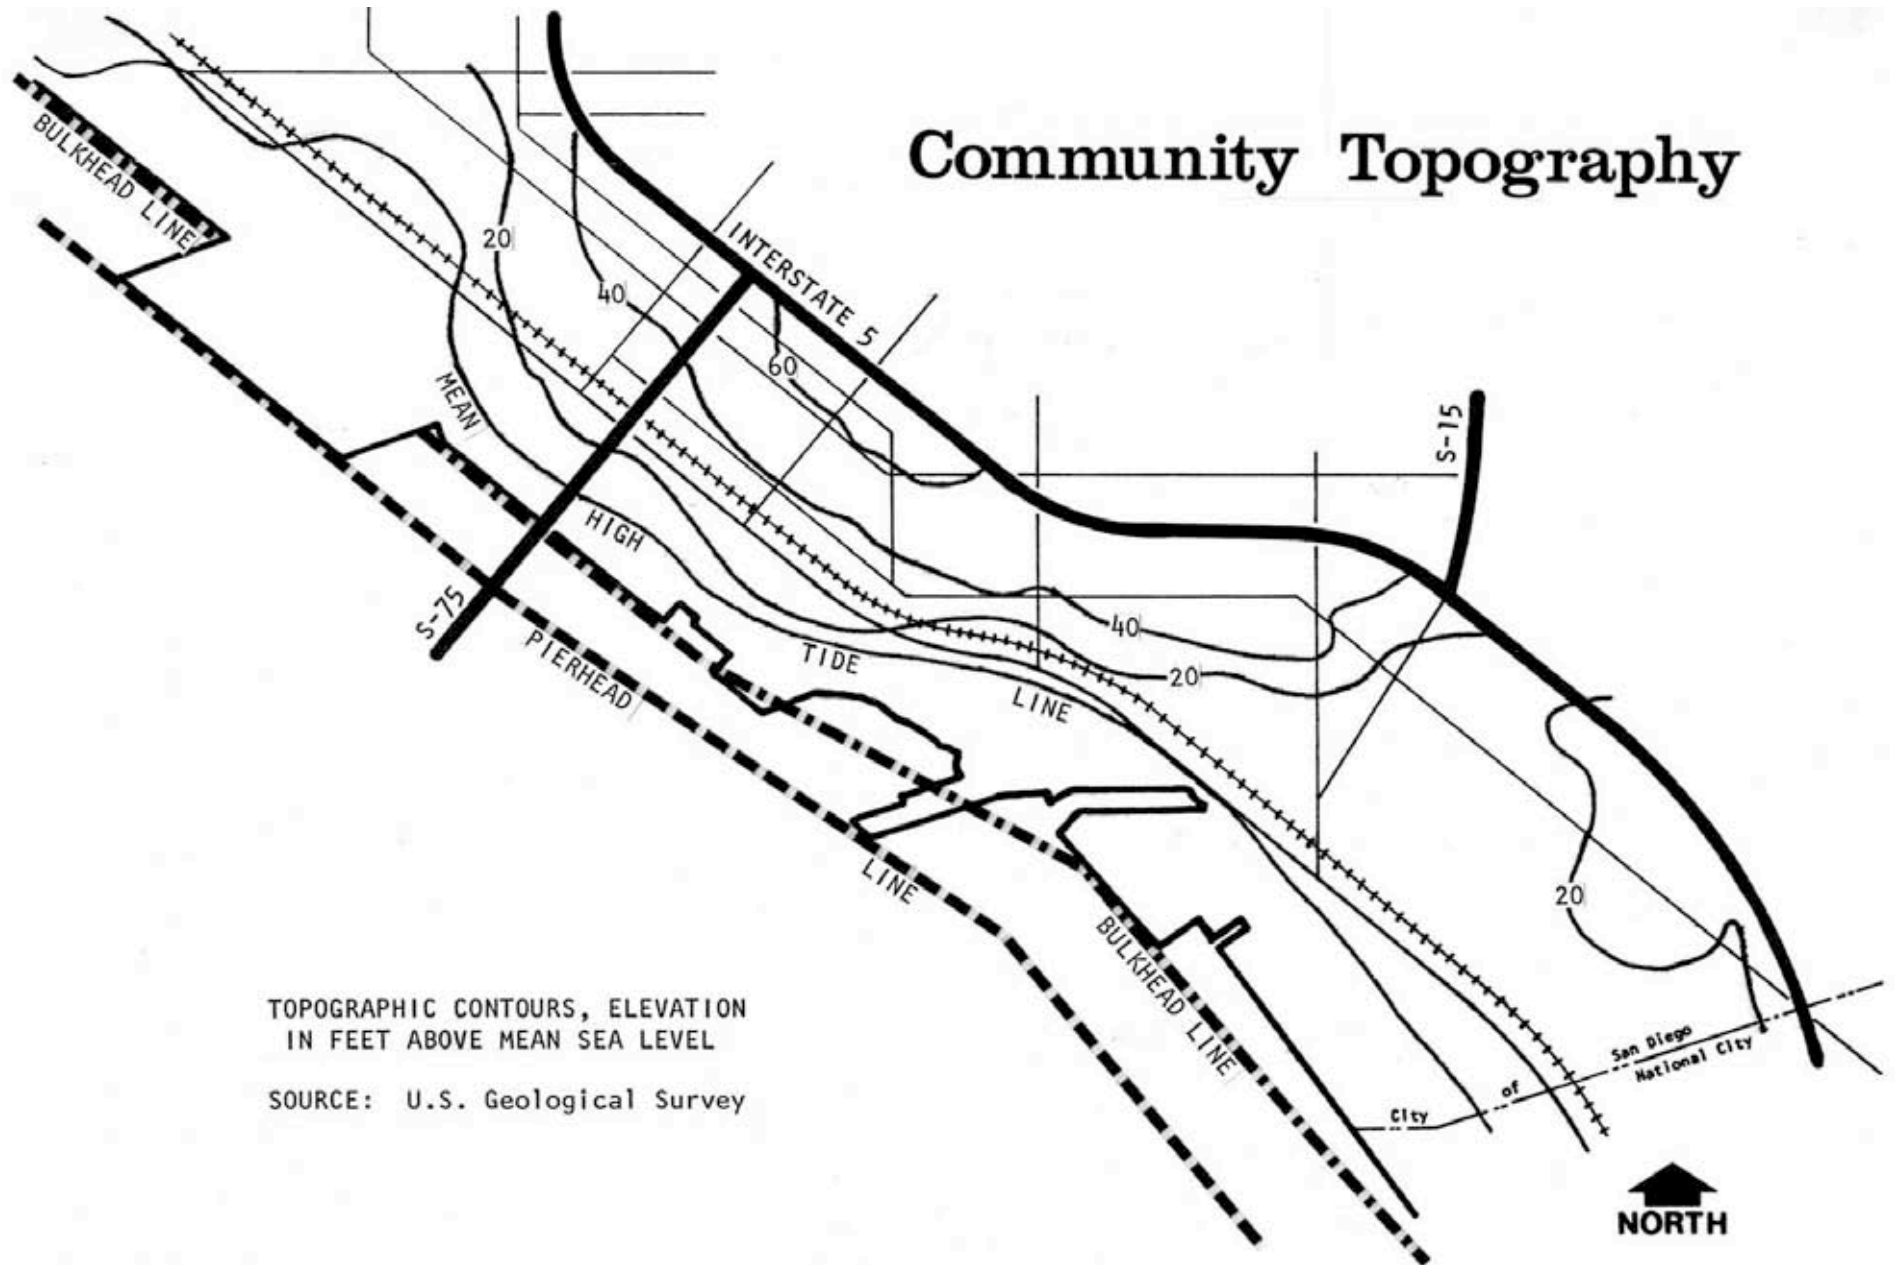 Community Topography
BULKHEAD LINE
20
40
INTERSTATE 5
60
MEAN
HIGH
TIDE
LINE
S-15
S-75
PIERHEAD
LINE
40
20
20
BULKHEAD LINE
TOPOGRAPHIC CONTOURS, ELEVATION
IN FEET ABOVE MEAN SEA LEVEL
SOURCE: U.S. Geological Survey
City of San Diego
National City
NORTH